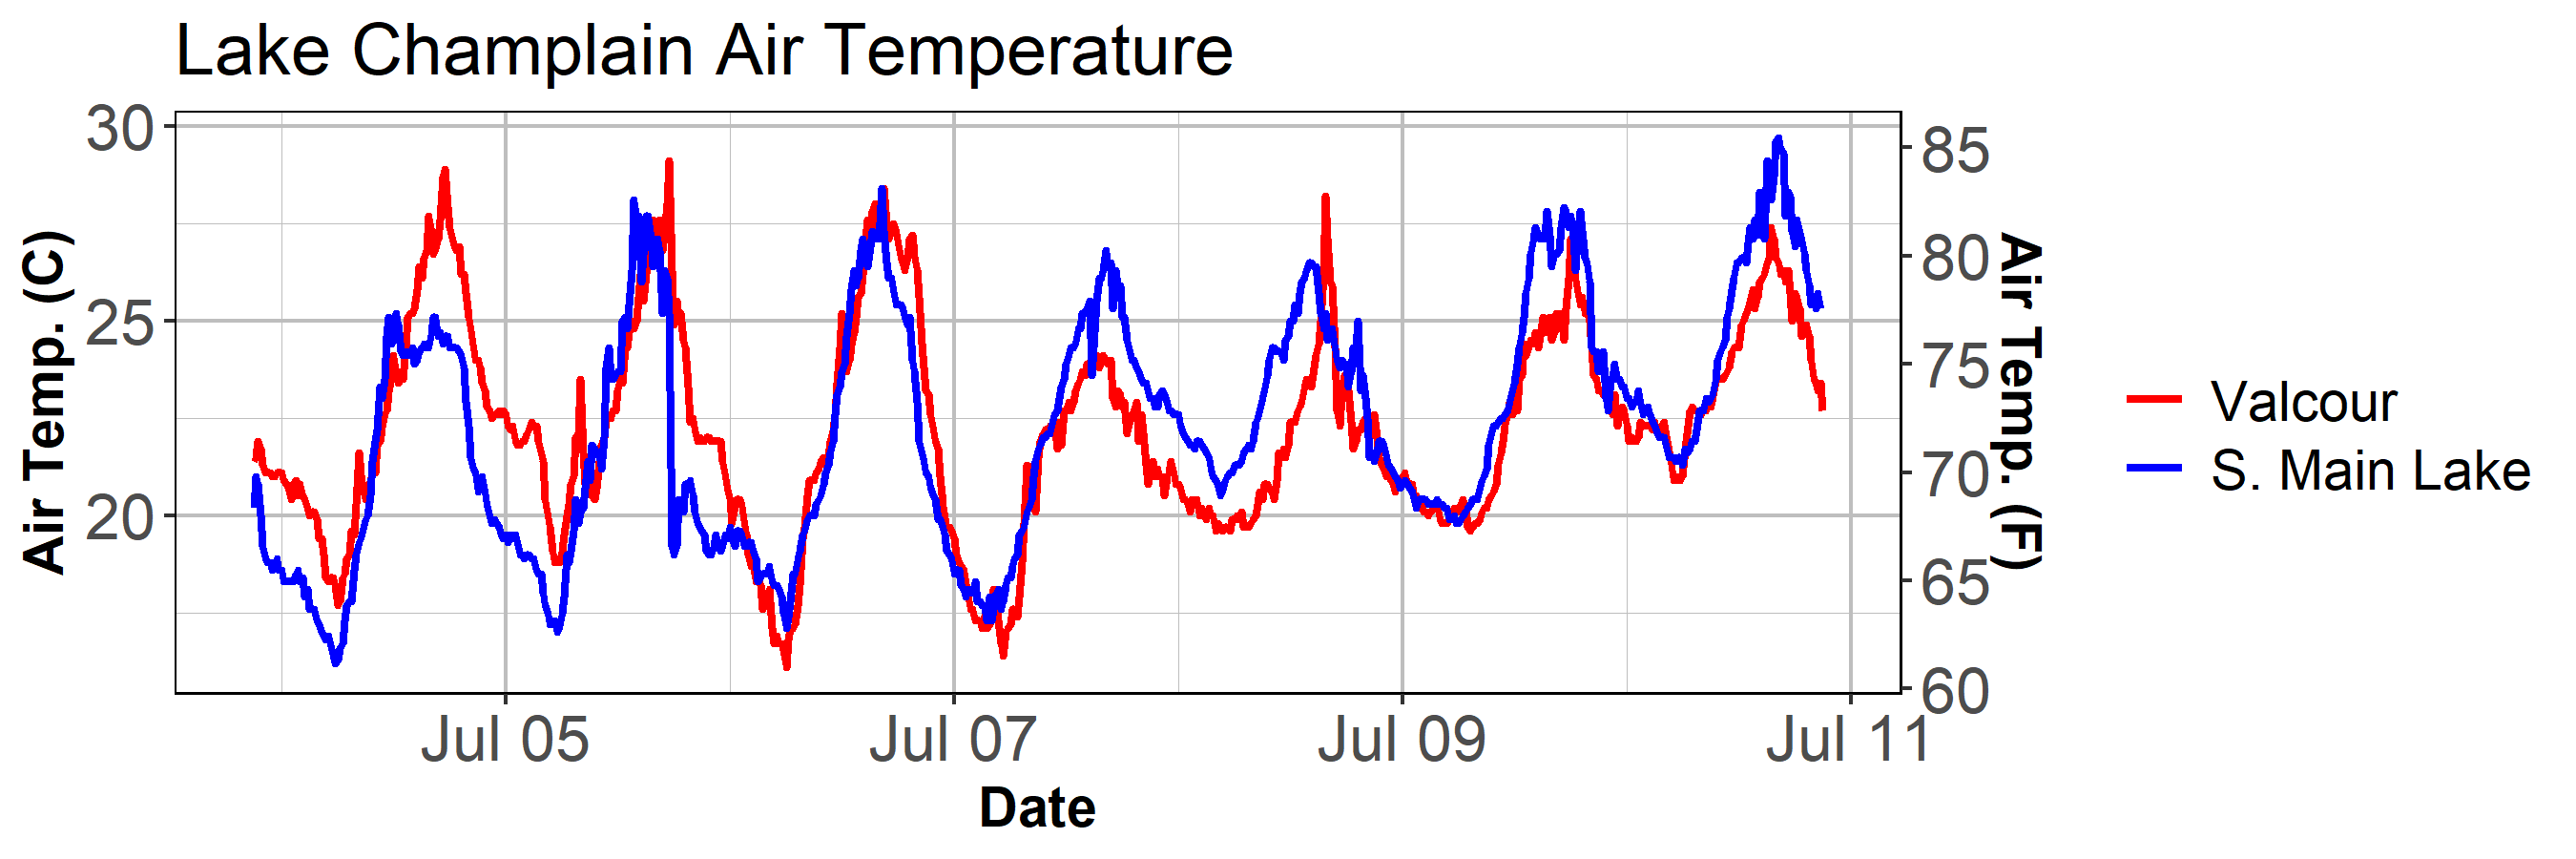 Lake Champlain Air Temperature
30
25
20
Air Temp. (C)
85
80
75
70
65
60
Air Temp. (F)
Jul 05
Jul 07
Jul 09
Jul 11
Date
Valcour
S. Main Lake